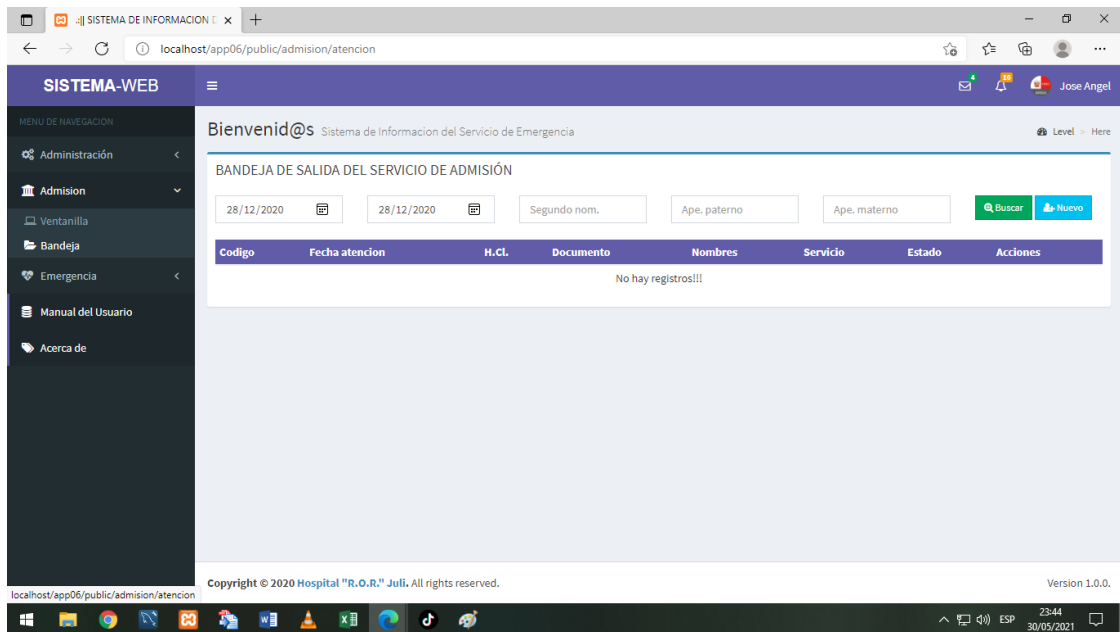 .:|| SISTEMA DE INFORMACION D
localhost/app06/public/admision/atencion
SISTEMA-WEB
4
10
Jose Angel
MENU DE NAVEGACION
Bienvenid@s Sistema de Informacion del Servicio de Emergencia
Level > Here
Administración
Admision
Ventanilla
Bandeja
Emergencia
Manual del Usuario
Acerca de
BANDEJA DE SALIDA DEL SERVICIO DE ADMISIÓN
28/12/2020 28/12/2020 Segundo nom. Ape. paterno Ape. materno Buscar Nuevo
Codigo Fecha atencion H.Cl. Documento Nombres Servicio Estado Acciones
No hay registros!!!
Copyright © 2020 Hospital "R.O.R." Juli. All rights reserved. Version 1.0.0.
localhost/app06/public/admision/atencion
ESP
23:44
30/05/2021